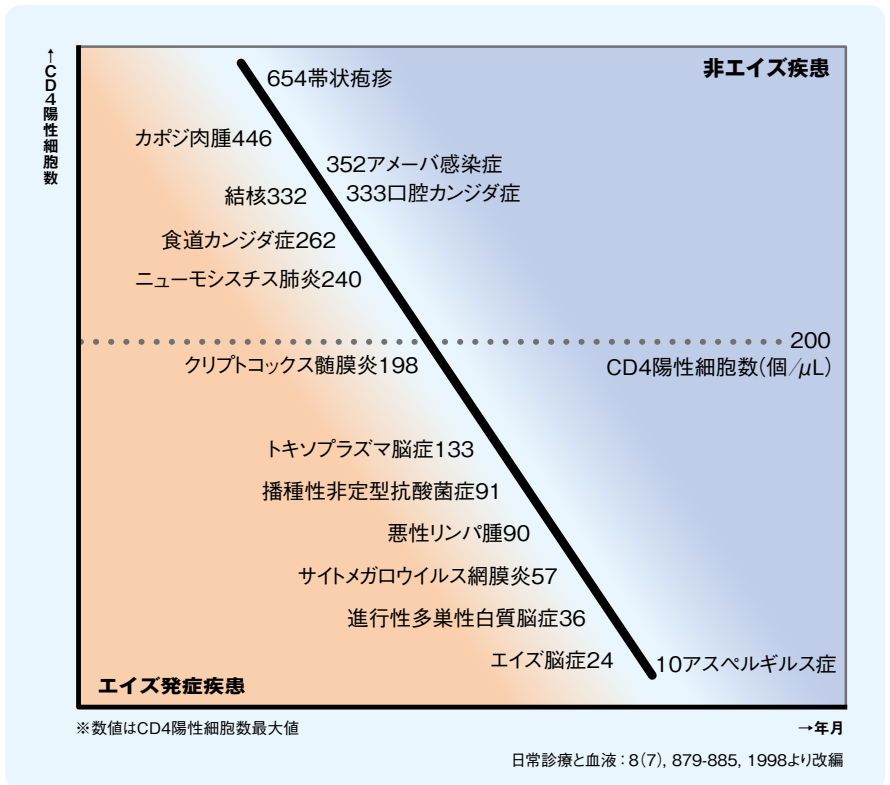 ↑CD4陽性細胞数
非エイズ疾患
654帯状疱疹
カポジ肉腫446
352アメーバ感染症
結核332
333口腔カンジダ症
食道カンジダ症262
ニューモシスチス肺炎240
200
クリプトコックス髄膜炎198
CD4陽性細胞数(個/μL)
トキソプラズマ脳症133
播種性非定型抗酸菌症91
悪性リンパ腫90
サイトメガロウイルス網膜炎57
進行性多巣性白質脳症36
エイズ脳症24
10アスペルギルス症
エイズ発症疾患
※数値はCD4陽性細胞数最大値
→年月
日常診療と血液:8(7), 879-885, 1998より改編